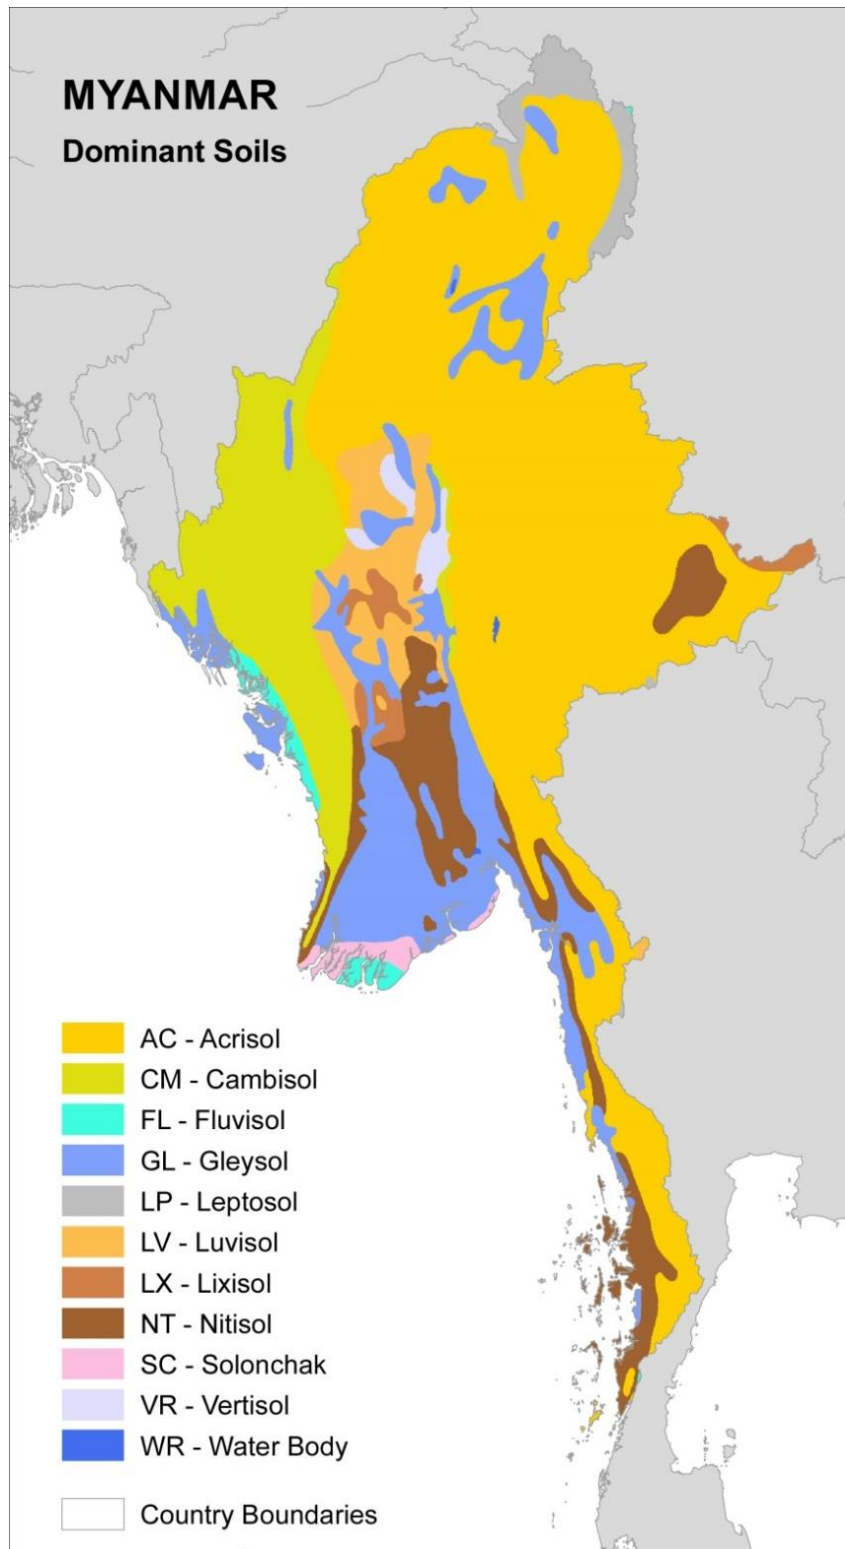 MYANMAR
Dominant Soils
AC - Acrisol
CM - Cambisol
FL - Fluvisol
GL - Gleysol
LP - Leptosol
LV - Luvisol
LX - Lixisol
NT - Nitisol
SC - Solonchak
VR - Vertisol
WR - Water Body
Country Boundaries